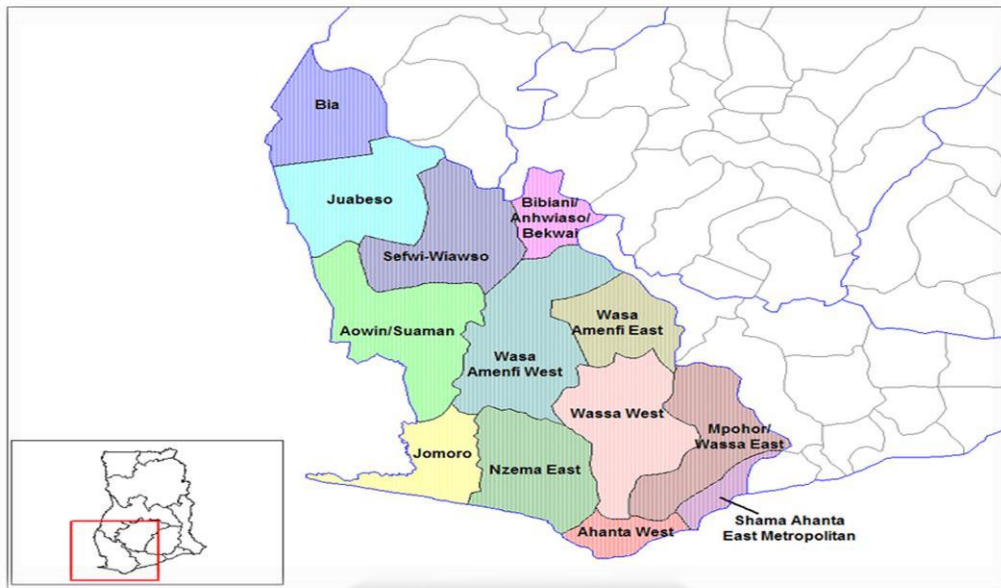 Bia
Juabeso
Bibiani/
Anhwiaso/
Bekwai
Sefwi-Wiawso
Aowin/Suaman
Wasa
Amenfi East
Wasa
Amenfi West
Wassa West
Mpohor/
Wassa East
Jomoro
Nzema East
Ahanta West
Shama Ahanta
East Metropolitan